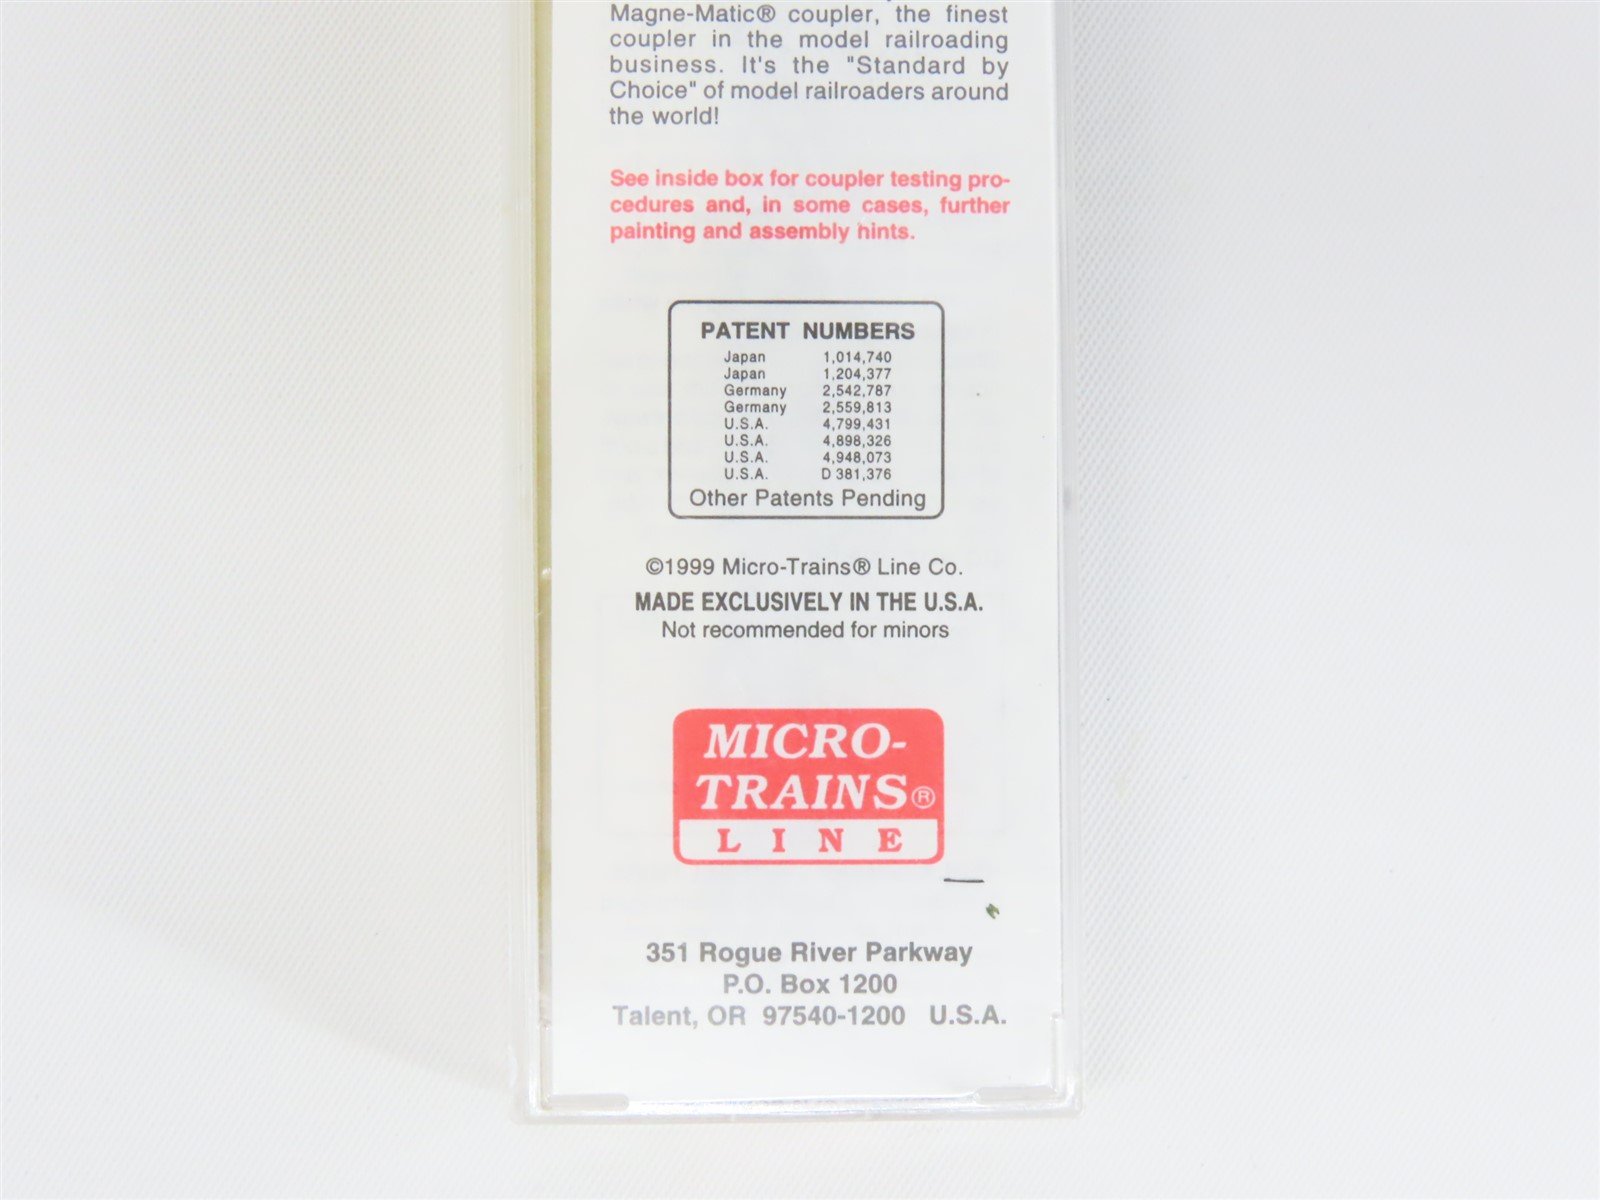 Magne-Matic® coupler, the finest
coupler in the model railroading
business. It's the "Standard by
Choice" of model railroaders around
the world!
See inside box for coupler testing pro-
cedures and, in some cases, further
painting and assembly hints.
PATENT NUMBERS
Japan 1,014,740
Japan 1,204,377
Germany 2,542,787
Germany 2,559,813
U.S.A. 4,799,431
U.S.A. 4,898,326
U.S.A. 4,948,073
U.S.A. D 381,376
Other Patents Pending
©1999 Micro-Trains® Line Co.
MADE EXCLUSIVELY IN THE U.S.A.
Not recommended for minors
MICRO-
TRAINS®
LINE
351 Rogue River Parkway
P.O. Box 1200
Talent, OR 97540-1200 U.S.A.